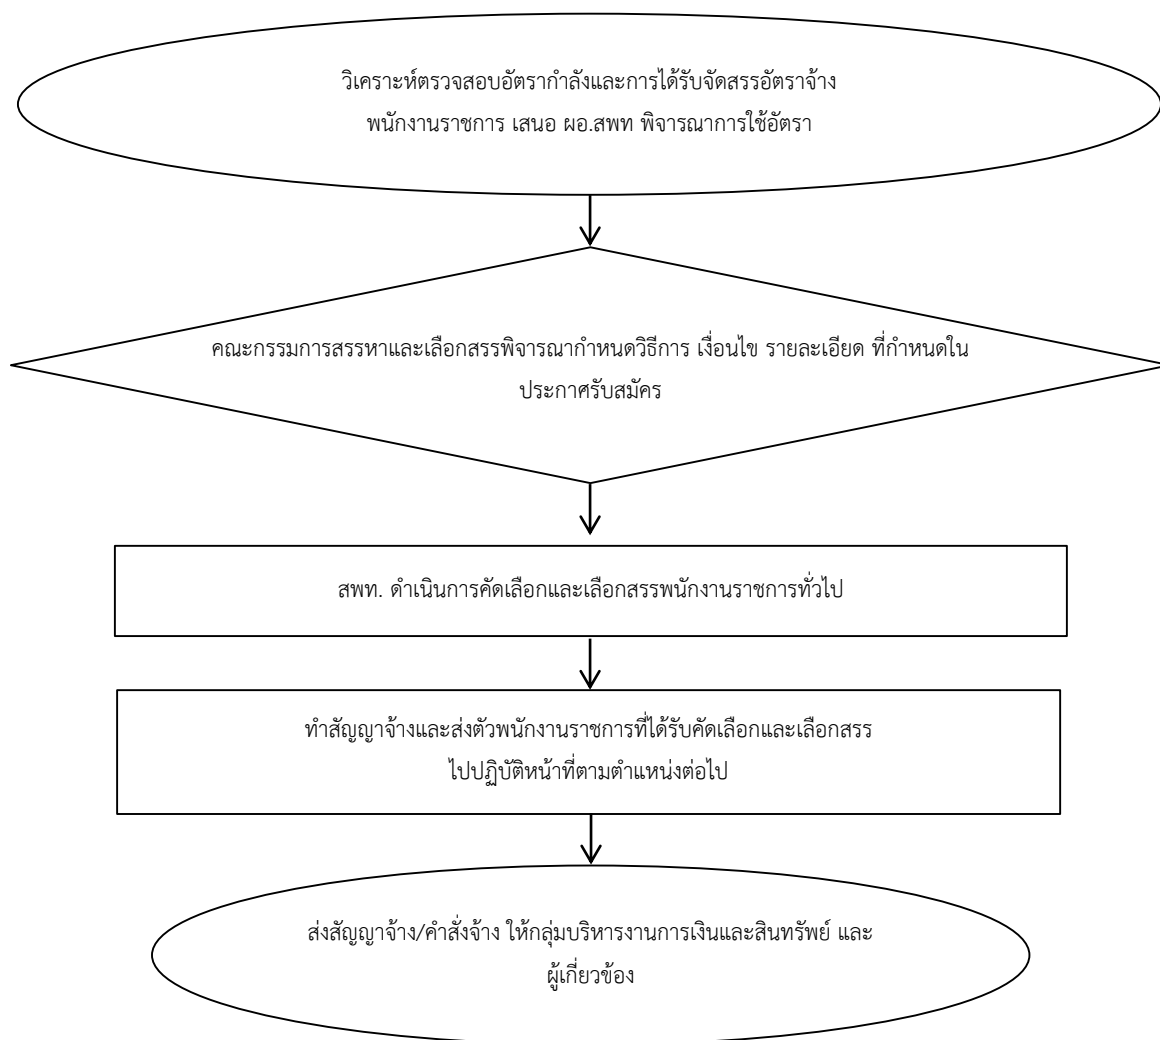 วิเคราะห์ตรวจสอบอัตรากำลังและการได้รับจัดสรรอัตราจ้าง
พนักงานราชการ เสนอ ผอ.สพท พิจารณาการใช้อัตรา
คณะกรรมการสรรหาและเลือกสรรพิจารณากำหนดวิธีการ เงื่อนไข รายละเอียด ที่กำหนดใน
ประกาศรับสมัคร
สพท. ดำเนินการคัดเลือกและเลือกสรรพนักงานราชการทั่วไป
ทำสัญญาจ้างและส่งตัวพนักงานราชการที่ได้รับคัดเลือกและเลือกสรร
ไปปฏิบัติหน้าที่ตามตำแหน่งต่อไป
ส่งสัญญาจ้าง/คำสั่งจ้าง ให้กลุ่มบริหารงานการเงินและสินทรัพย์ และ
ผู้เกี่ยวข้อง